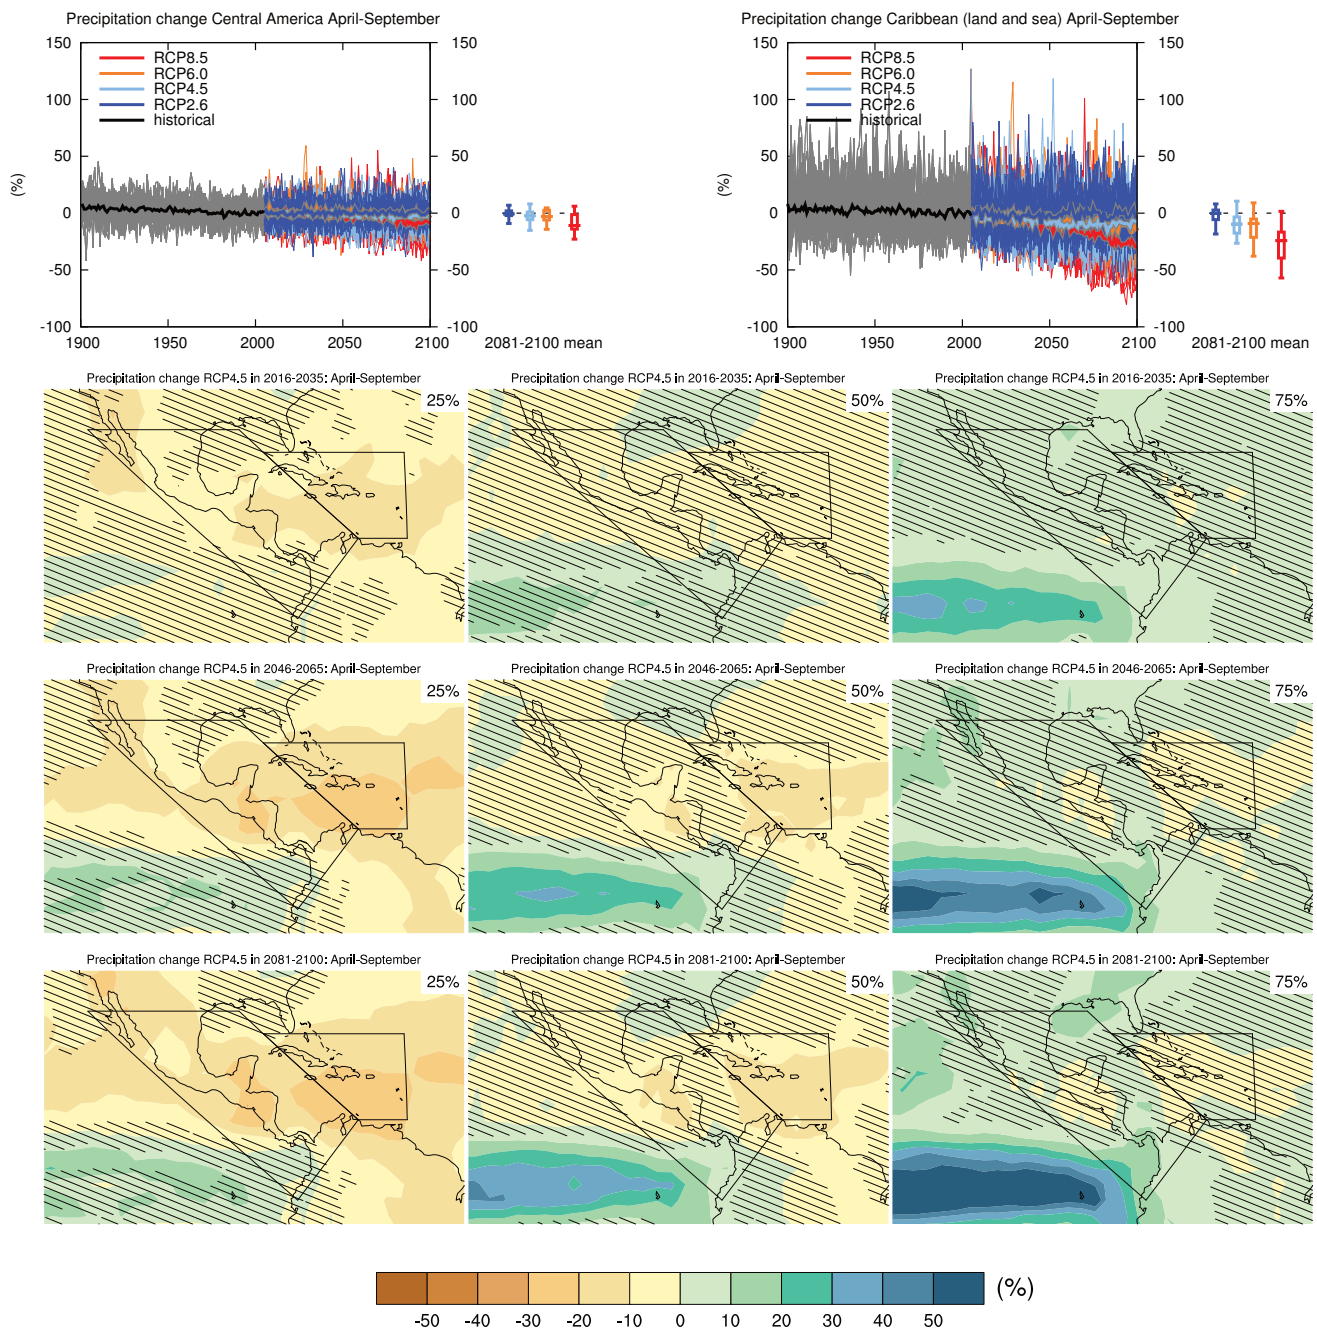 Precipitation change Central America April-September
150
100
50
0
-50
-100
(%)
RCP8.5
RCP6.0
RCP4.5
RCP2.6
historical
150
100
50
0
-50
-100
1900
1950
2000
2050
2100
2081-2100 mean
Precipitation change Caribbean (land and sea) April-September
150
100
50
0
-50
-100
(%)
RCP8.5
RCP6.0
RCP4.5
RCP2.6
historical
150
100
50
0
-50
-100
1900
1950
2000
2050
2100
2081-2100 mean
Precipitation change RCP4.5 in 2016-2035: April-September
25%
Precipitation change RCP4.5 in 2016-2035: April-September
50%
Precipitation change RCP4.5 in 2016-2035: April-September
75%
Precipitation change RCP4.5 in 2046-2065: April-September
25%
Precipitation change RCP4.5 in 2046-2065: April-September
50%
Precipitation change RCP4.5 in 2046-2065: April-September
75%
Precipitation change RCP4.5 in 2081-2100: April-September
25%
Precipitation change RCP4.5 in 2081-2100: April-September
50%
Precipitation change RCP4.5 in 2081-2100: April-September
75%
(%)
-50 -40 -30 -20 -10 0 10 20 30 40 50